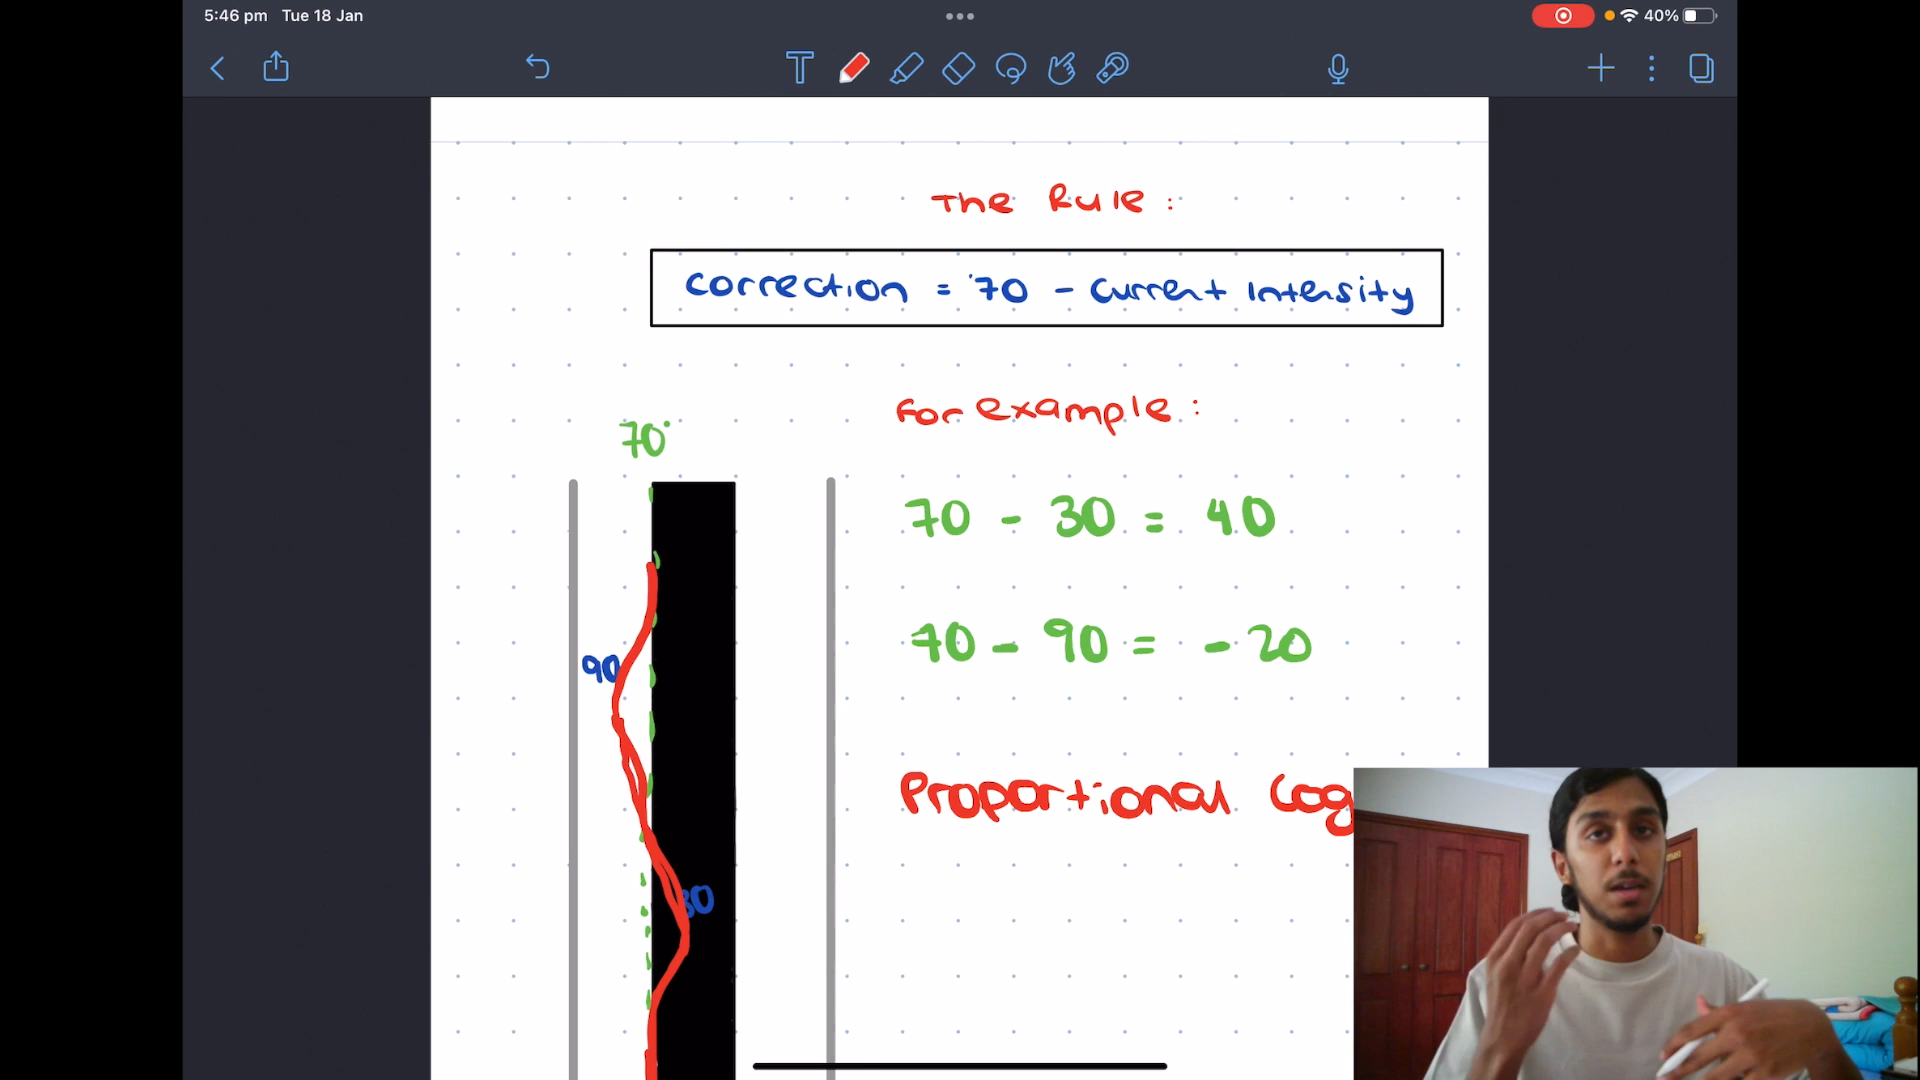 5:46 pm Tue 18 Jan
40%
The Rule :
Correction = 70 - Current Intensity
For example :
70°
70 - 30 = 40
70 - 90 = -20
90
Proportional
30